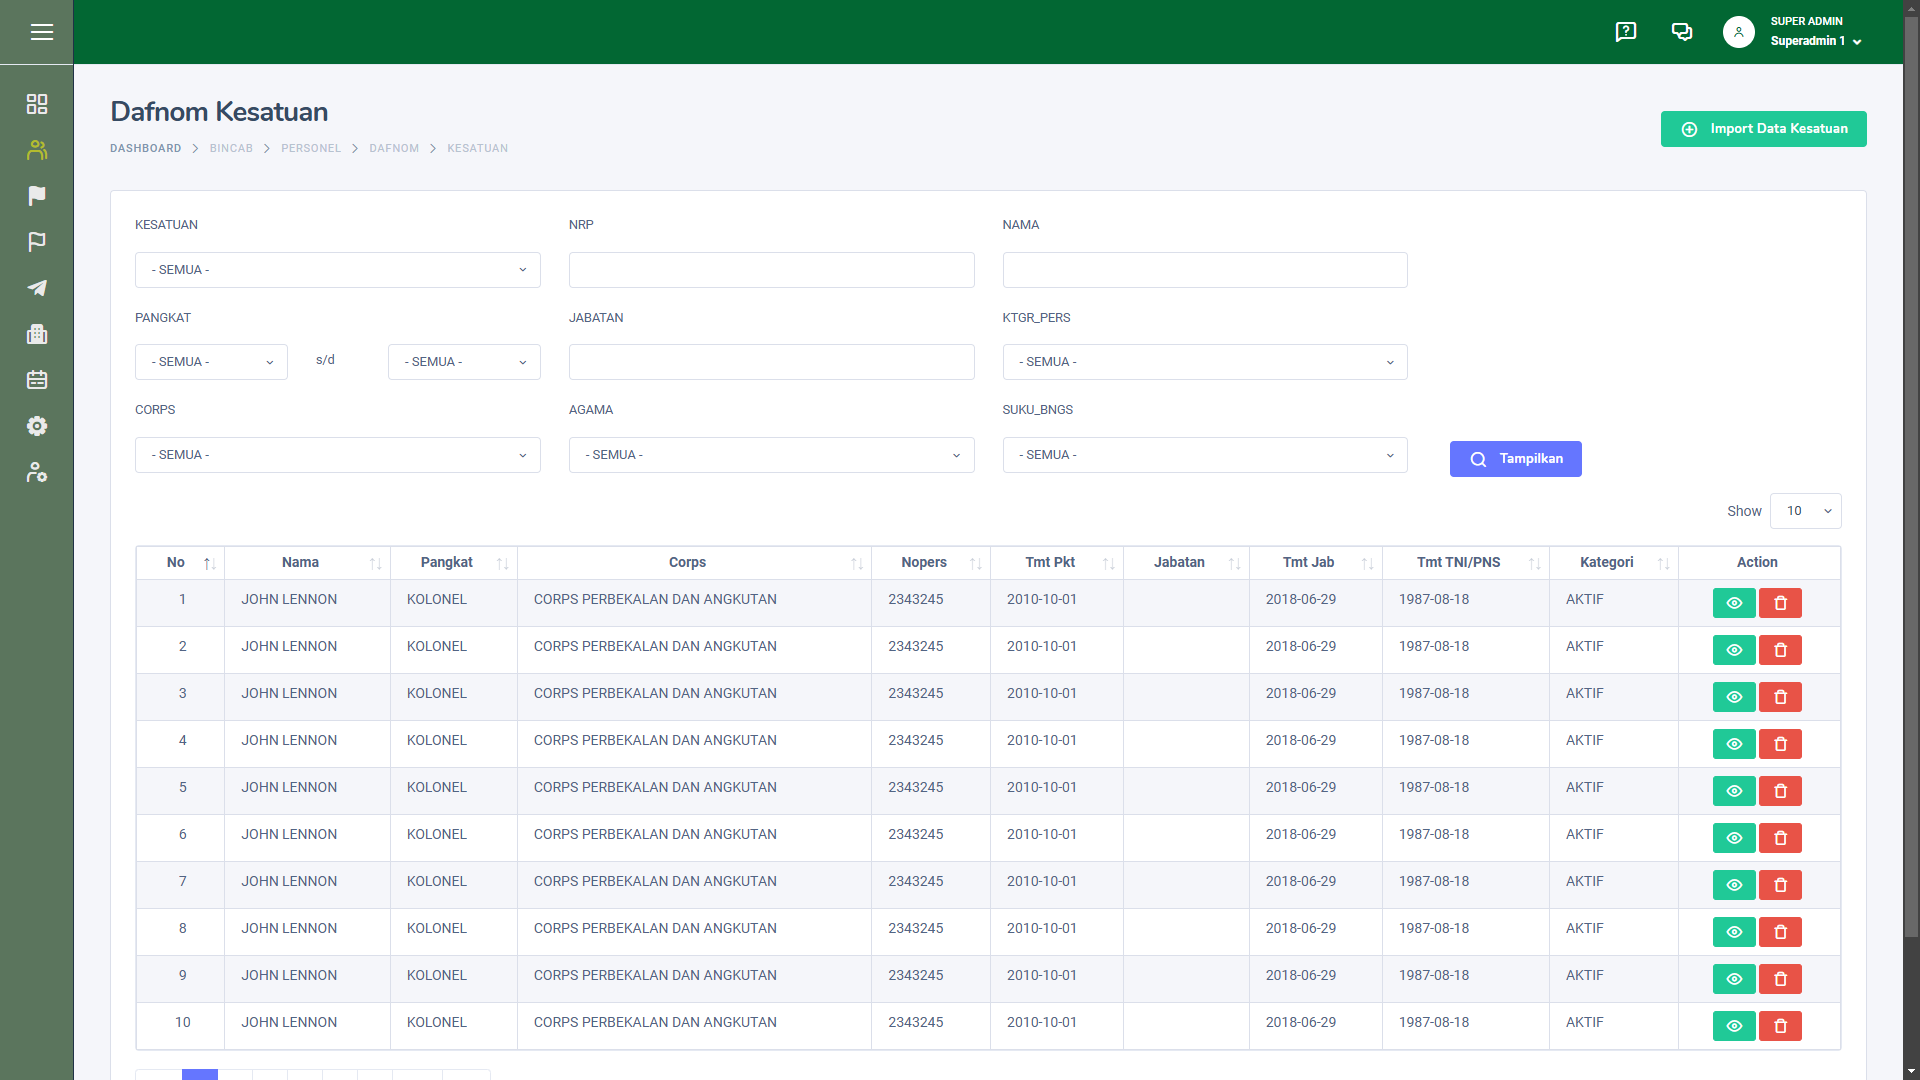 SUPER ADMIN
Superadmin 1
Dafnom Kesatuan
DASHBOARD > BINCAB > PERSONEL > DAFNOM > KESATUAN
Import Data Kesatuan
KESATUAN NRP NAMA
- SEMUA -
PANGKAT JABATAN KTGR_PERS
- SEMUA - s/d - SEMUA - - SEMUA -
CORPS AGAMA SUKU_BNGS
- SEMUA - - SEMUA - - SEMUA - Tampilkan
Show 10
No Nama Pangkat Corps Nopers Tmt Pkt Jabatan Tmt Jab Tmt TNI/PNS Kategori Action
1 JOHN LENNON KOLONEL CORPS PERBEKALAN DAN ANGKUTAN 2343245 2010-10-01 2018-06-29 1987-08-18 AKTIF
2 JOHN LENNON KOLONEL CORPS PERBEKALAN DAN ANGKUTAN 2343245 2010-10-01 2018-06-29 1987-08-18 AKTIF
3 JOHN LENNON KOLONEL CORPS PERBEKALAN DAN ANGKUTAN 2343245 2010-10-01 2018-06-29 1987-08-18 AKTIF
4 JOHN LENNON KOLONEL CORPS PERBEKALAN DAN ANGKUTAN 2343245 2010-10-01 2018-06-29 1987-08-18 AKTIF
5 JOHN LENNON KOLONEL CORPS PERBEKALAN DAN ANGKUTAN 2343245 2010-10-01 2018-06-29 1987-08-18 AKTIF
6 JOHN LENNON KOLONEL CORPS PERBEKALAN DAN ANGKUTAN 2343245 2010-10-01 2018-06-29 1987-08-18 AKTIF
7 JOHN LENNON KOLONEL CORPS PERBEKALAN DAN ANGKUTAN 2343245 2010-10-01 2018-06-29 1987-08-18 AKTIF
8 JOHN LENNON KOLONEL CORPS PERBEKALAN DAN ANGKUTAN 2343245 2010-10-01 2018-06-29 1987-08-18 AKTIF
9 JOHN LENNON KOLONEL CORPS PERBEKALAN DAN ANGKUTAN 2343245 2010-10-01 2018-06-29 1987-08-18 AKTIF
10 JOHN LENNON KOLONEL CORPS PERBEKALAN DAN ANGKUTAN 2343245 2010-10-01 2018-06-29 1987-08-18 AKTIF